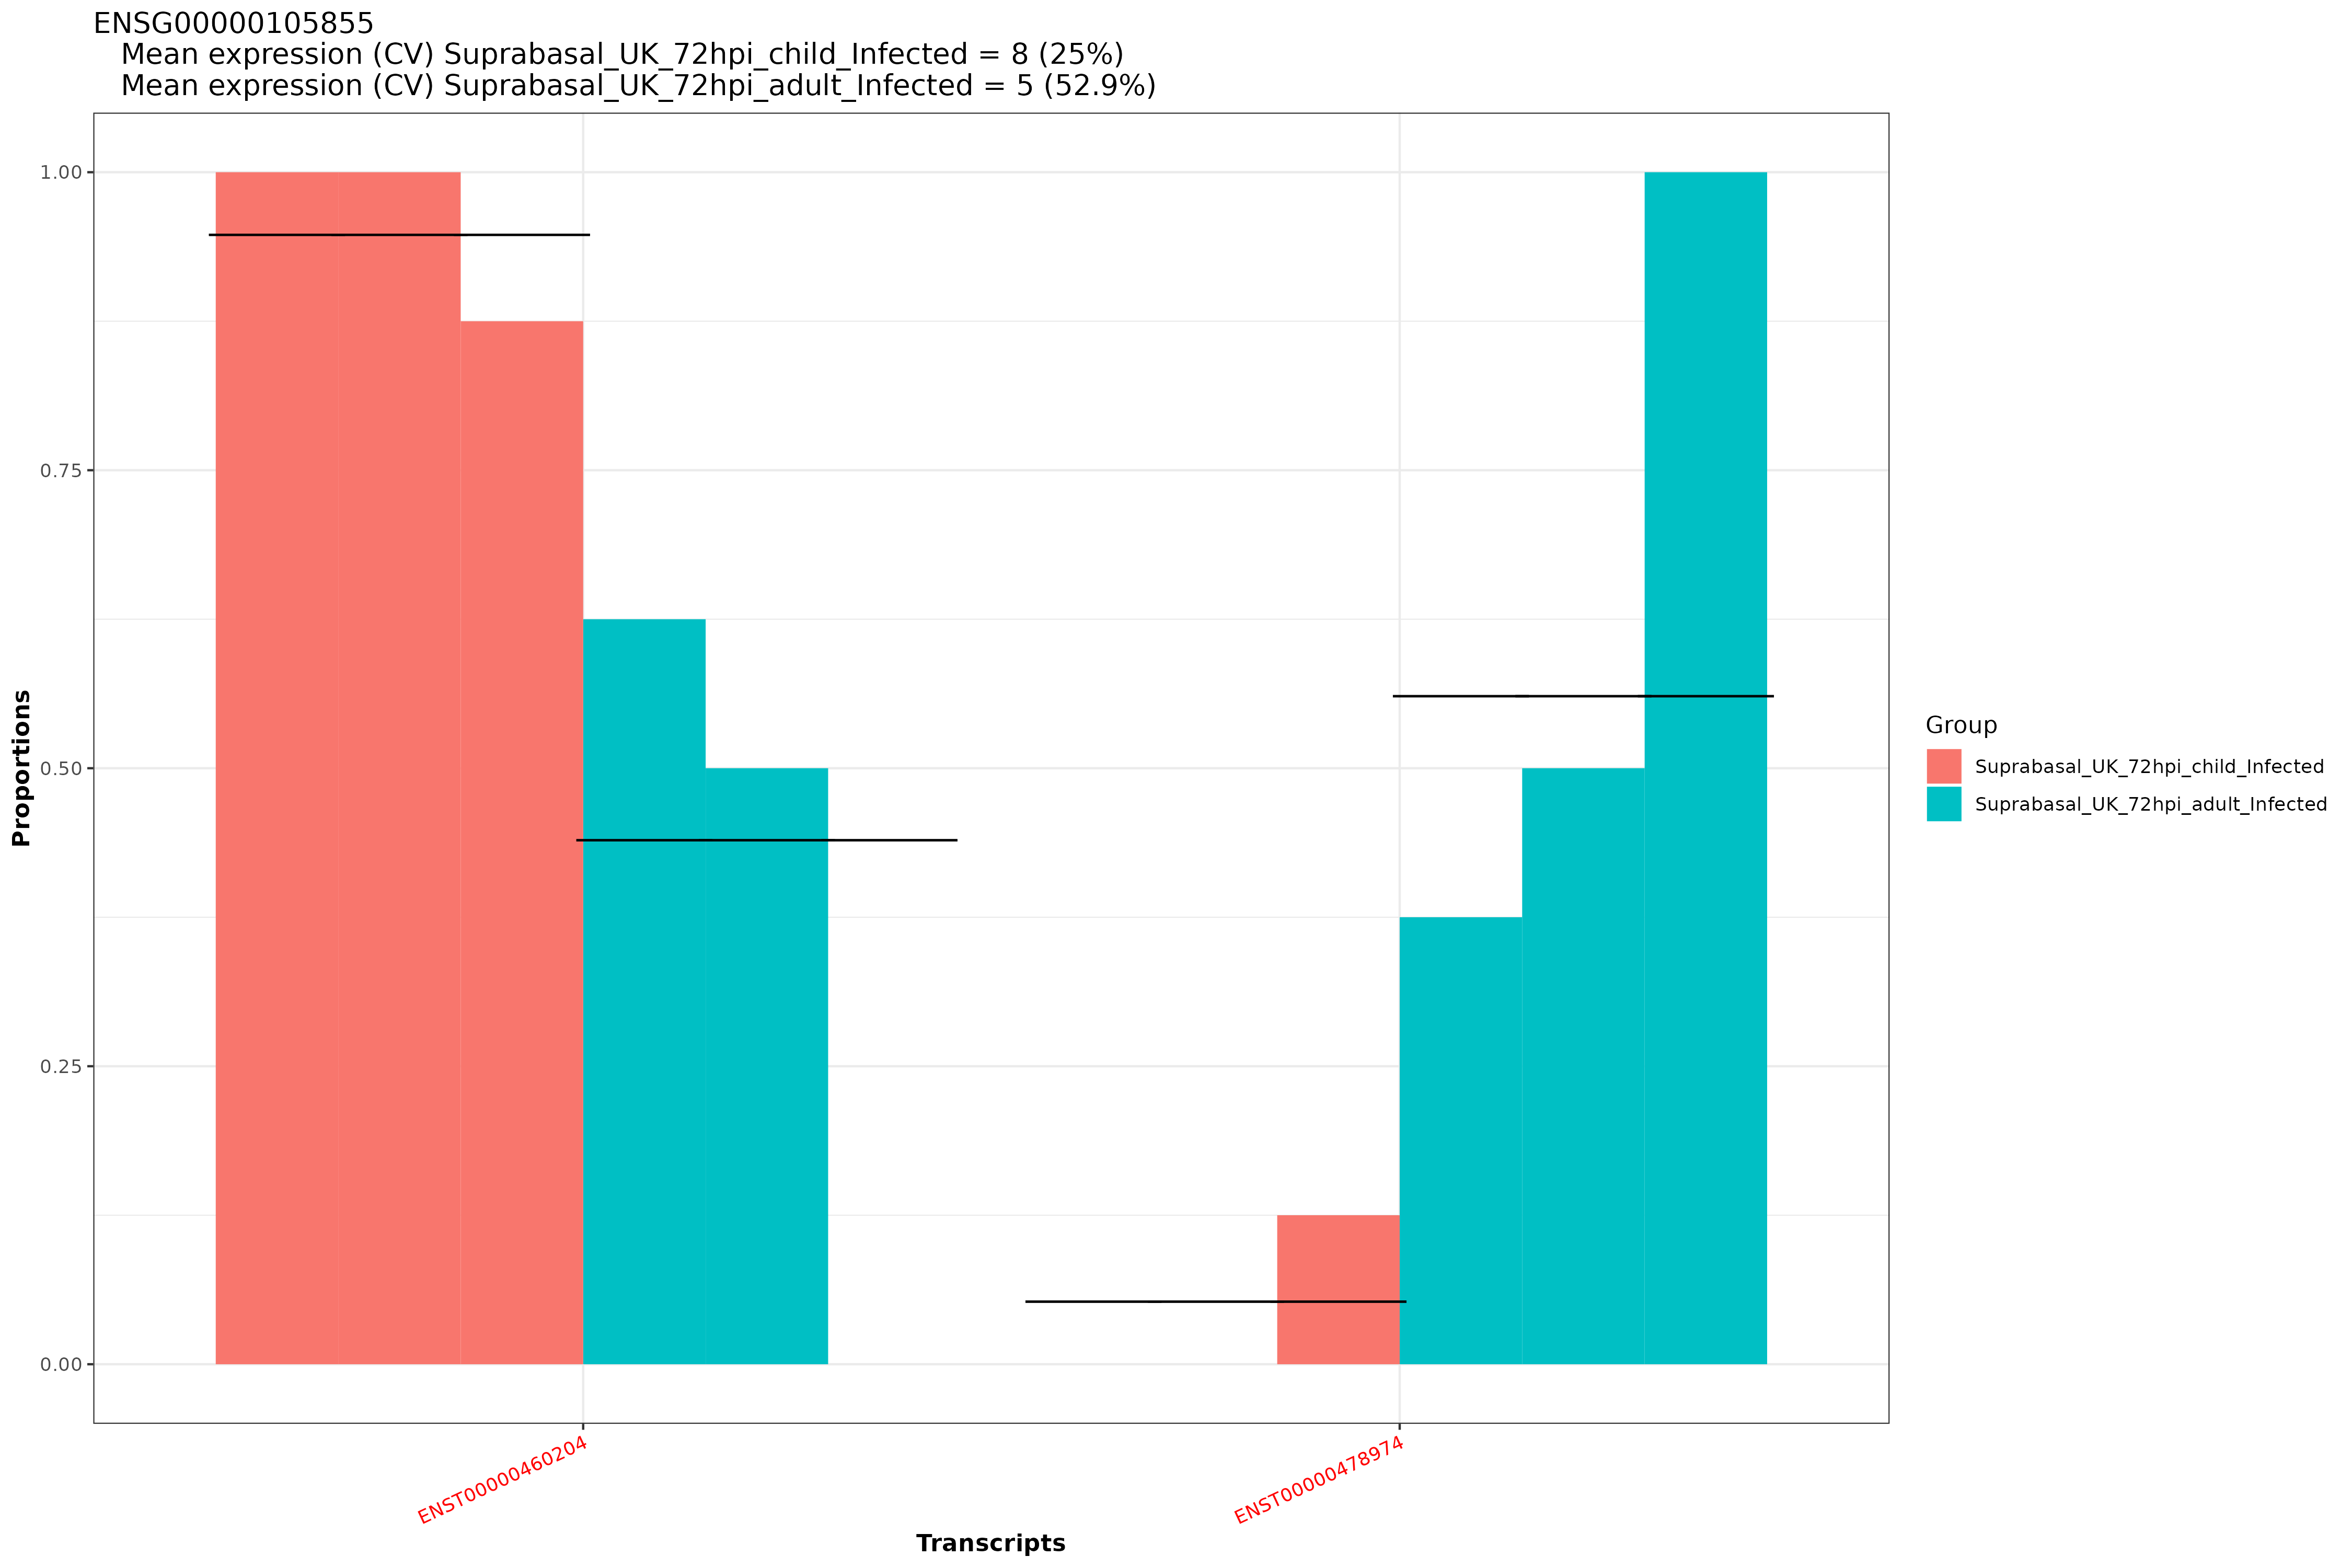 ENSG00000105855
Mean expression (CV) Suprabasal_UK_72hpi_child_Infected = 8 (25%)
Mean expression (CV) Suprabasal_UK_72hpi_adult_Infected = 5 (52.9%)
1.00
0.75
0.50
0.25
0.00
Proportions
ENST0000460204
ENST00000478974
Transcripts
Group
Suprabasal_UK_72hpi_child_Infected
Suprabasal_UK_72hpi_adult_Infected